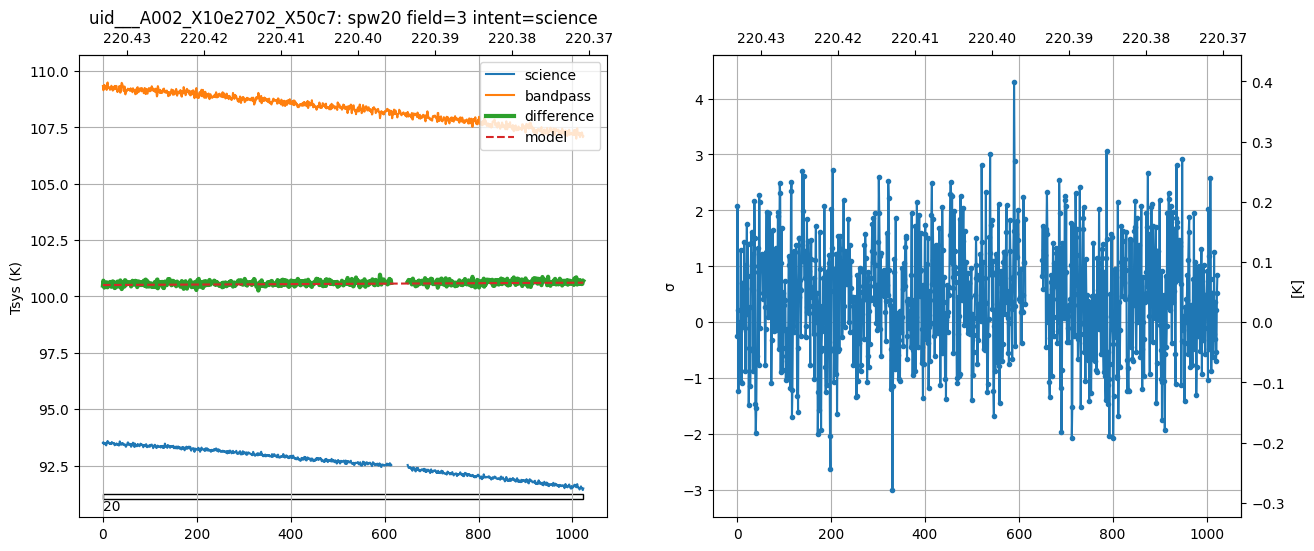 uid___A002_X10e2702_X50c7: spw20 field=3 intent=science
220.43 220.42 220.41 220.40 220.39 220.38 220.37
110.0
107.5
105.0
102.5
100.0
97.5
95.0
92.5
Tsys (K)
science
bandpass
difference
model
20
0 200 400 600 800 1000
220.43 220.42 220.41 220.40 220.39 220.38 220.37
4
3
2
1
0
−1
−2
−3
σ
0.4
0.3
0.2
0.1
0.0
−0.1
−0.2
−0.3
[K]
0 200 400 600 800 1000